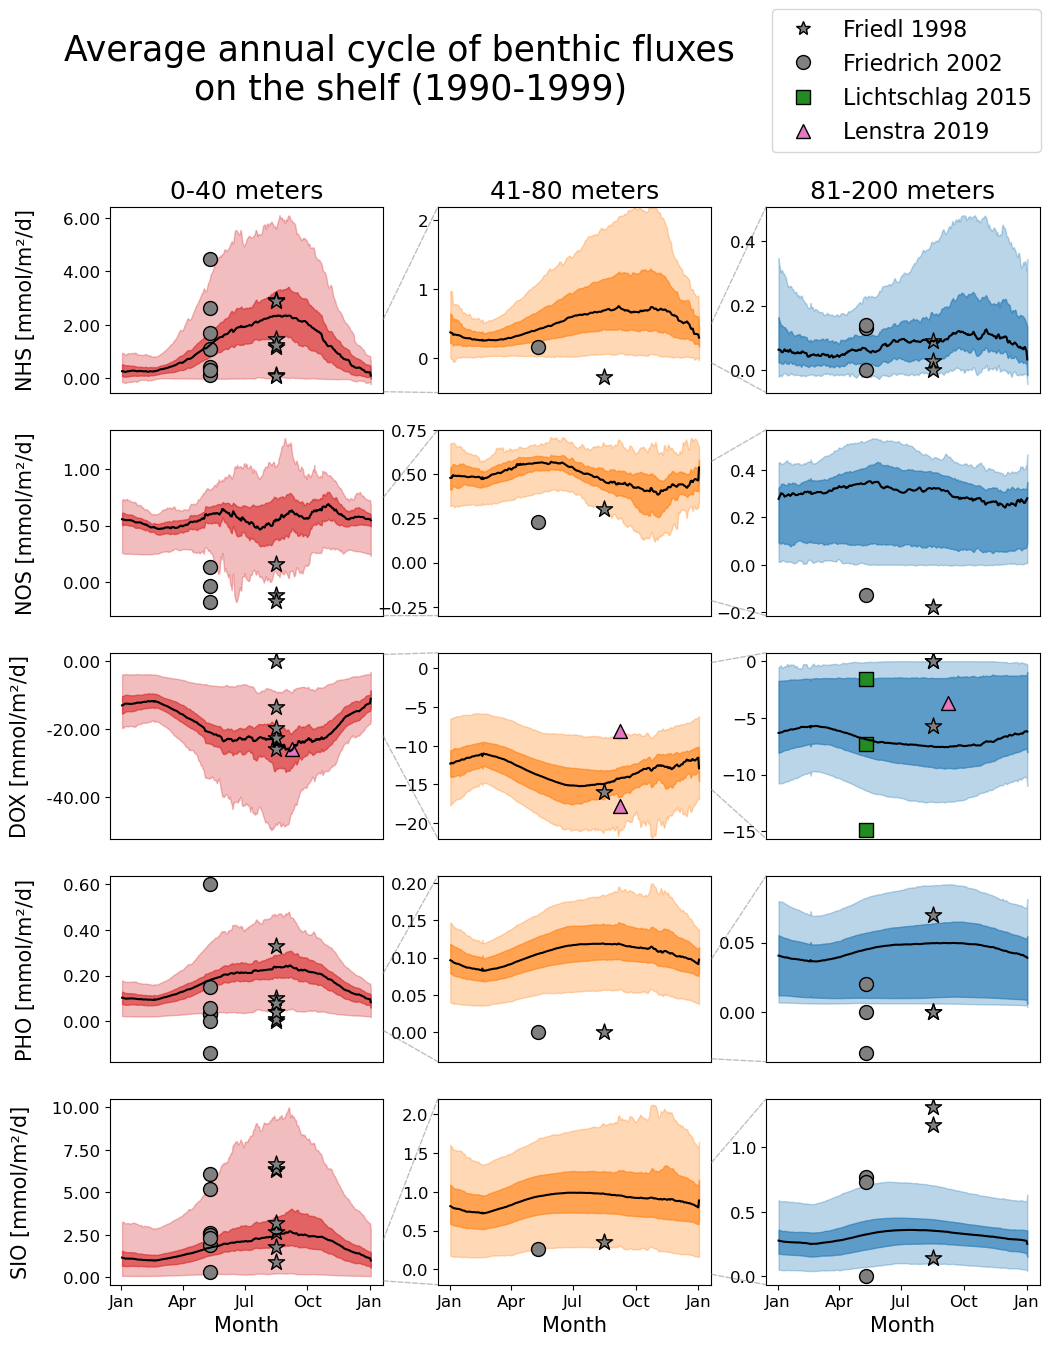 Average annual cycle of benthic fluxes
on the shelf (1990-1999)
Friedl 1998
Friedrich 2002
Lichtschlag 2015
Lenstra 2019
0-40 meters
41-80 meters
81-200 meters
NHS [mmol/m²/d]
6.00
4.00
2.00
0.00
2
1
0
0.4
0.2
0.0
NOS [mmol/m²/d]
1.00
0.50
0.00
0.75
0.50
0.25
0.00
−0.25
0.4
0.2
0.0
−0.2
DOX [mmol/m²/d]
0.00
-20.00
-40.00
0
−5
−10
−15
−20
0
−5
−10
−15
PHO [mmol/m²/d]
0.60
0.40
0.20
0.00
0.20
0.15
0.10
0.05
0.00
0.05
0.00
SIO [mmol/m²/d]
10.00
7.50
5.00
2.50
0.00
2.0
1.5
1.0
0.5
0.0
1.0
0.5
0.0
Jan Apr Jul Oct Jan
Jan Apr Jul Oct Jan
Jan Apr Jul Oct Jan
Month
Month
Month